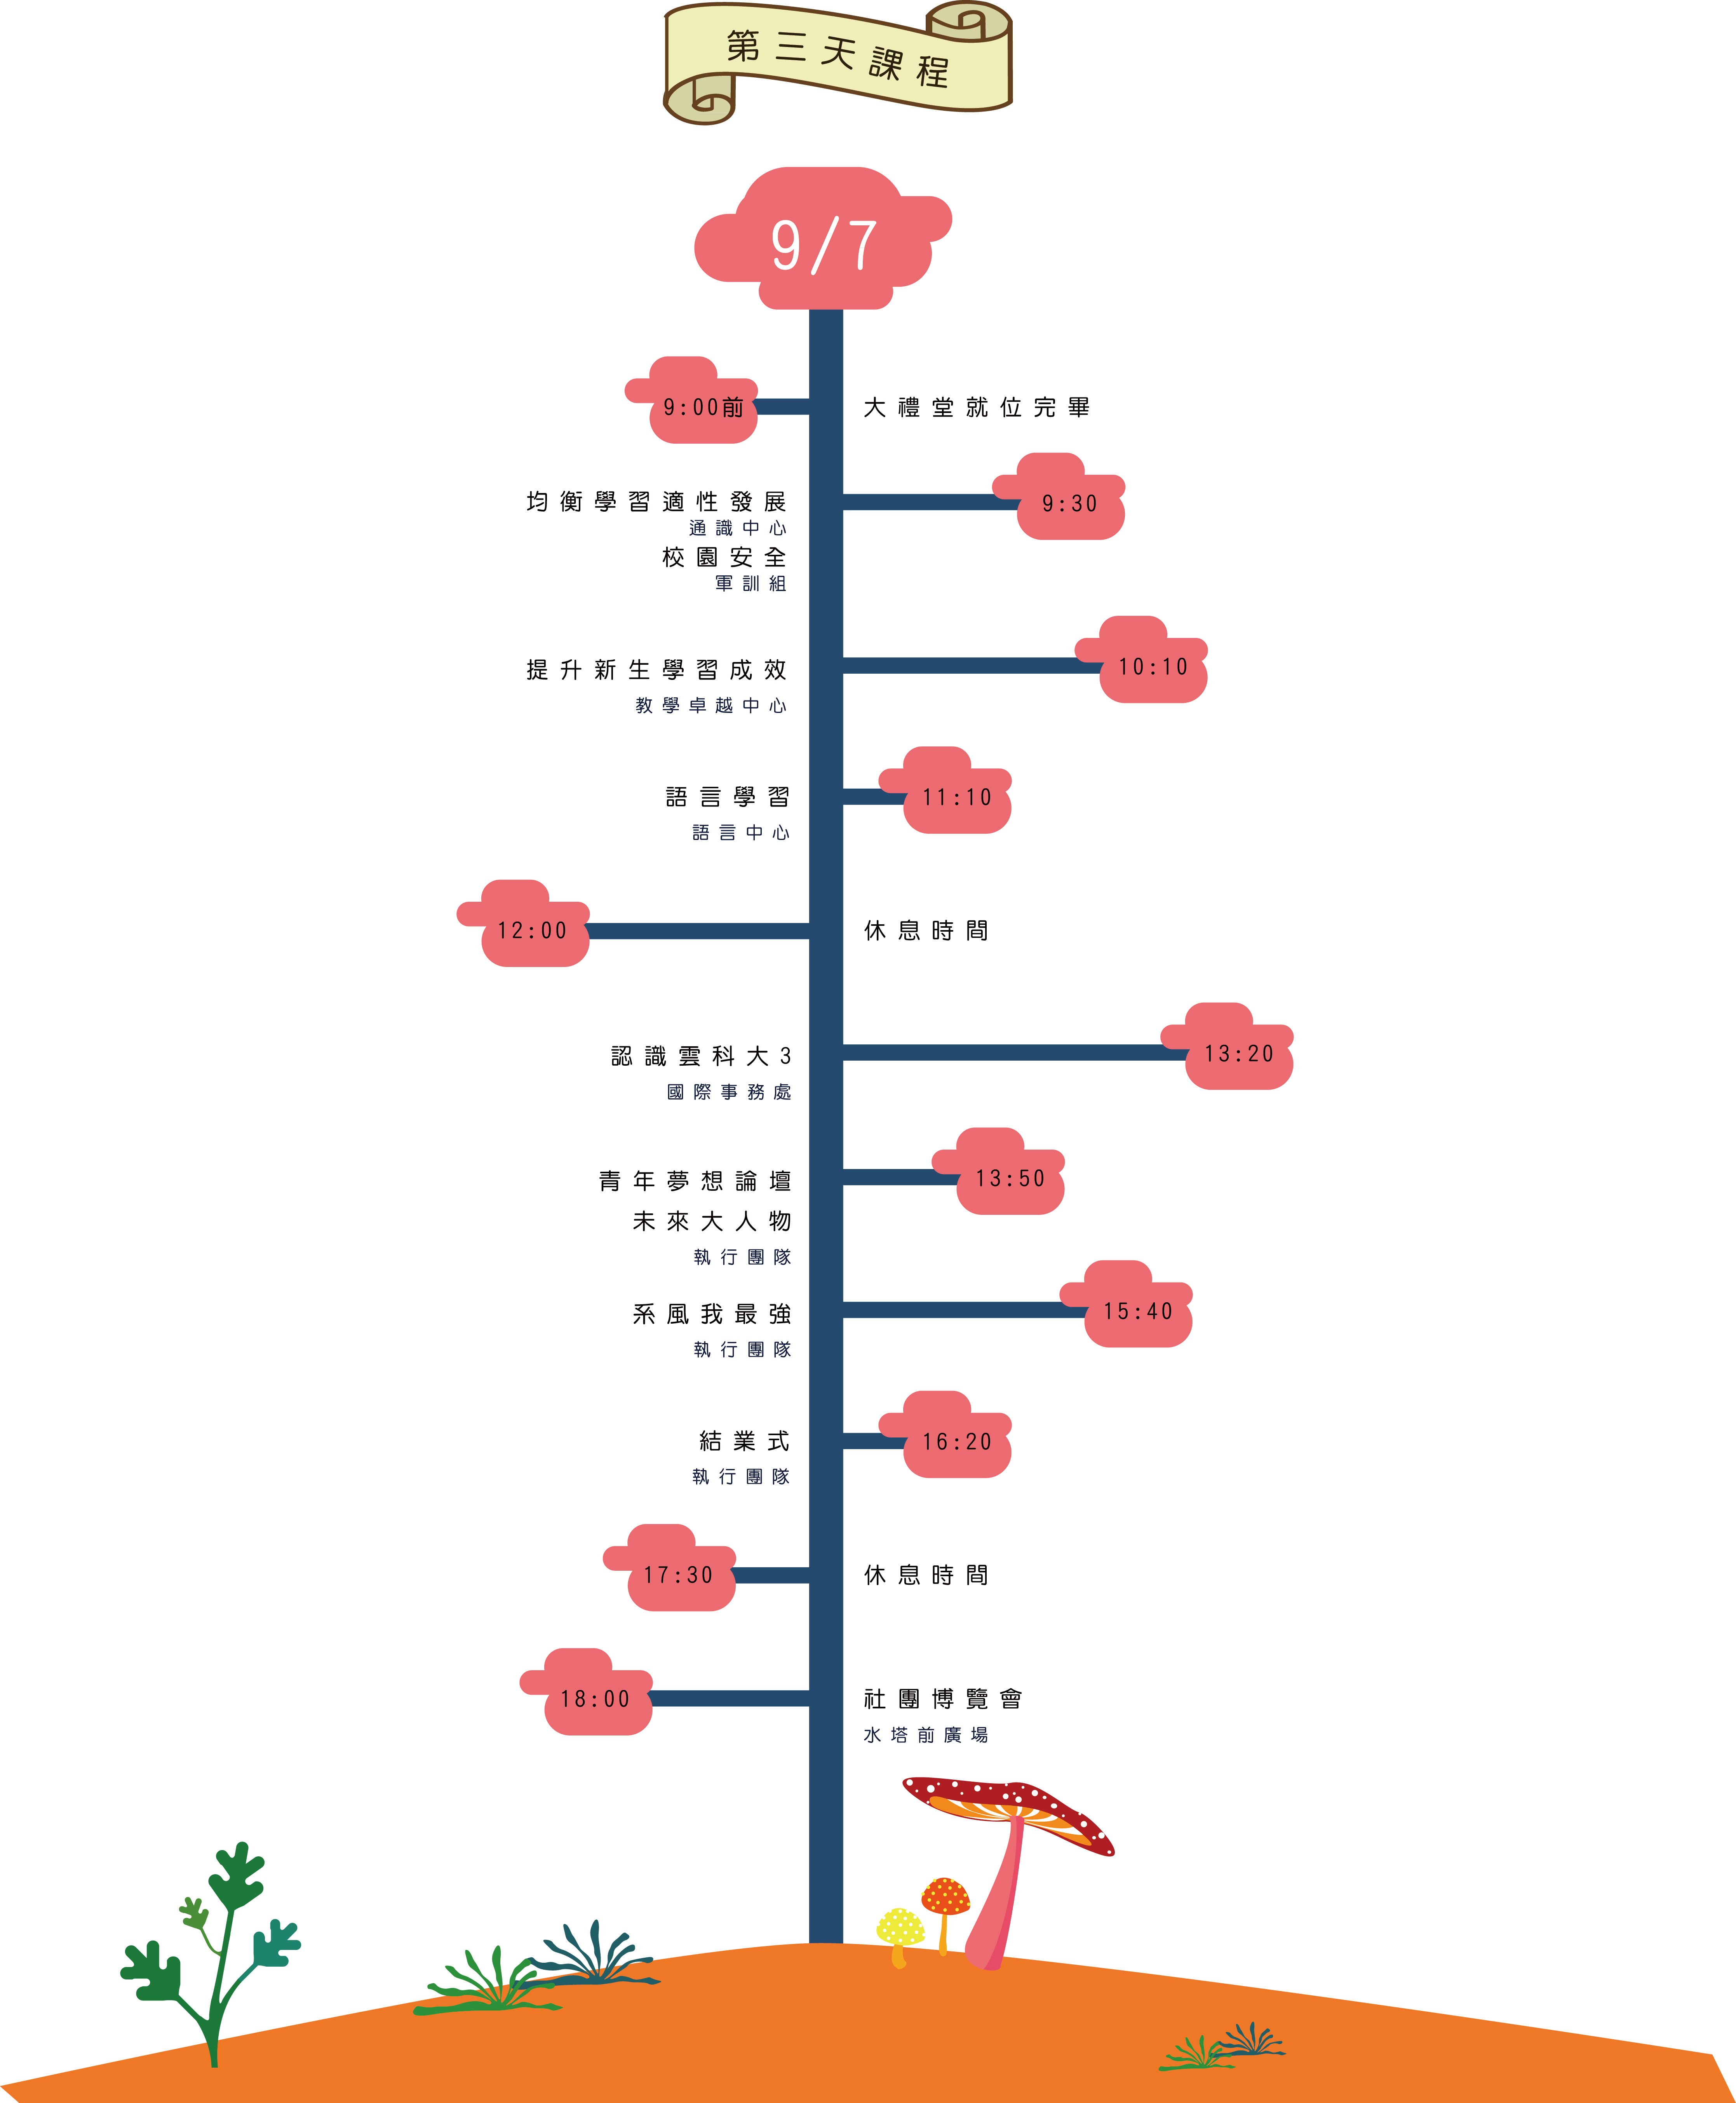 第三天課程
9/7
9:00前
大禮堂就位完畢
9:30
均衡學習適性發展
通識中心
校園安全
軍訓組
10:10
提升新生學習成效
教學卓越中心
11:10
語言學習
語言中心
12:00
休息時間
13:20
認識雲科大3
國際事務處
13:50
青年夢想論壇
未來大人物
執行團隊
15:40
系風我最強
執行團隊
16:20
結業式
執行團隊
17:30
休息時間
18:00
社團博覽會
水塔前廣場